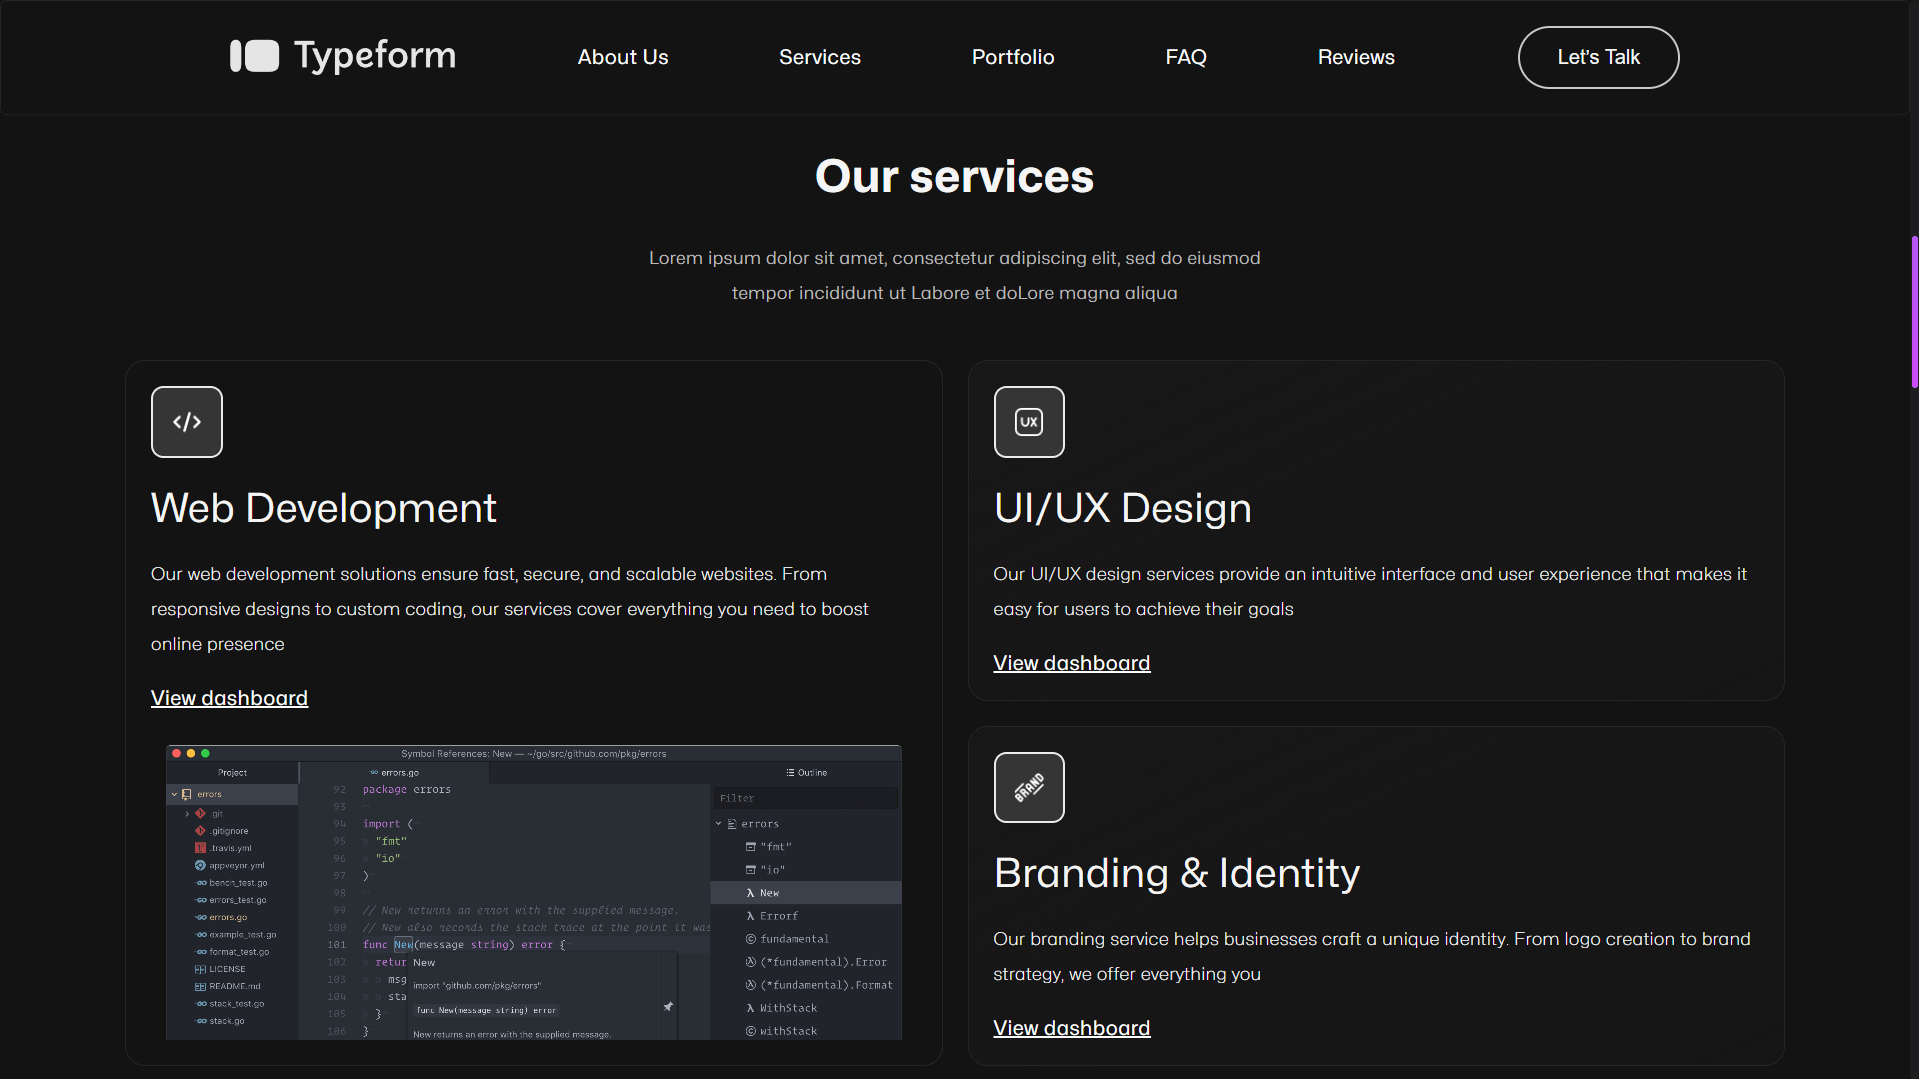 Typeform
About Us
Services
Portfolio
FAQ
Reviews
Let's Talk
Our services
Lorem ipsum dolor sit amet, consectetur adipiscing elit, sed do eiusmod
tempor incididunt ut Labore et doLore magna aliqua
</>
Web Development
Our web development solutions ensure fast, secure, and scalable websites. From
responsive designs to custom coding, our services cover everything you need to boost
online presence
View dashboard
Symbol References: New — ~/go/src/github.com/pkg/errors
Project
errors
.git
.gitignore
.travis.yml
appveyor.yml
bench_test.go
errors_test.go
errors.go
example_test.go
format_test.go
LICENSE
README.md
stack_test.go
stack.go
errors.go
92 package errors
93
94 import (
95 "fmt"
96 "io"
97 )
98
99 // New returns an error with the supplied message.
100 // New also records the stack trace at the point it was
101 func New(message string) error {
102 retur
103 msg
104 sta
105 }
106 }
New
import "github.com/pkg/errors"
func New(message string) error
New returns an error with the supplied message.
Outline
Filter
errors
"fmt"
"io"
λ New
λ Errorf
fundamental
(*fundamental).Error
(*fundamental).Format
λ WithStack
withStack
UX
UI/UX Design
Our UI/UX design services provide an intuitive interface and user experience that makes it
easy for users to achieve their goals
View dashboard
BRAND
Branding & Identity
Our branding service helps businesses craft a unique identity. From logo creation to brand
strategy, we offer everything you
View dashboard